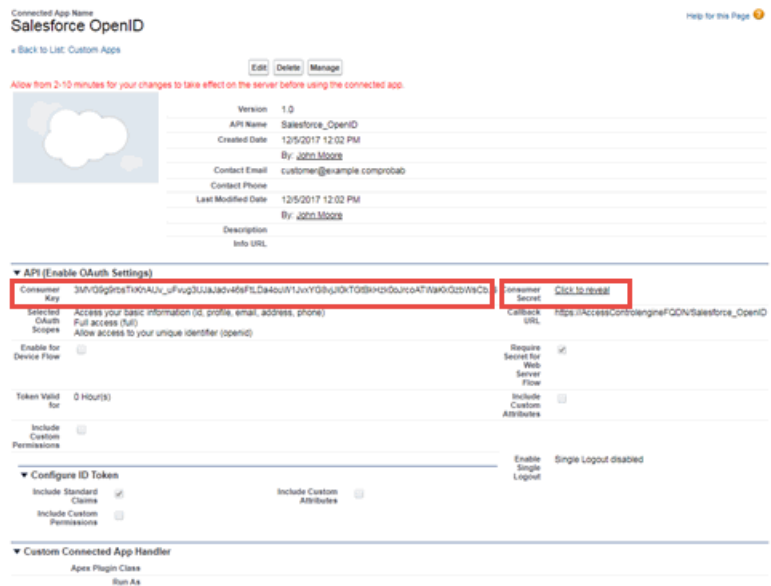 Connected App Name
Salesforce OpenID
Help for this Page
« Back to List: Custom Apps
Edit Delete Manage
Allow from 2-10 minutes for your changes to take effect on the server before using the connected app.
Version 1.0
API Name Salesforce_OpenID
Created Date 12/5/2017 12:02 PM
By: John Moore
Contact Email customer@example.comprobab
Contact Phone
Last Modified Date 12/5/2017 12:02 PM
By: John Moore
Description
Info URL
API (Enable OAuth Settings)
Consumer
Key
Consumer
Secret
Click to reveal
Selected
OAuth
Scopes
Access your basic information (id, profile, email, address, phone)
Full access (full)
Allow access to your unique identifier (openid)
Callback
URL
https://AccessControlengineFQDN/Salesforce_OpenID
Enable for
Device Flow
Require
Secret for
Web
Server
Flow
Token Valid
for
0 Hour(s)
Include
Custom
Attributes
Include
Custom
Permissions
Enable
Single
Logout
Single Logout disabled
Configure ID Token
Include Standard
Claims
Include Custom
Attributes
Include Custom
Permissions
Custom Connected App Handler
Apex Plugin Class
Run As